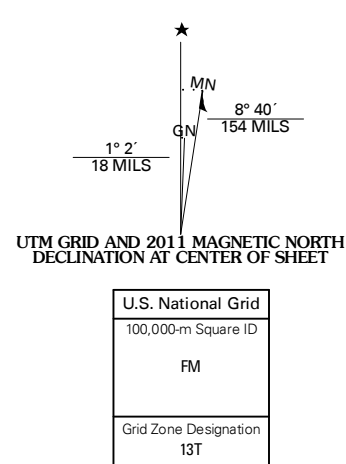 MN
8° 40´
154 MILS
GN
1° 2´
18 MILS
UTM GRID AND 2011 MAGNETIC NORTH
DECLINATION AT CENTER OF SHEET
U.S. National Grid
100,000-m Square ID
FM
Grid Zone Designation
13T